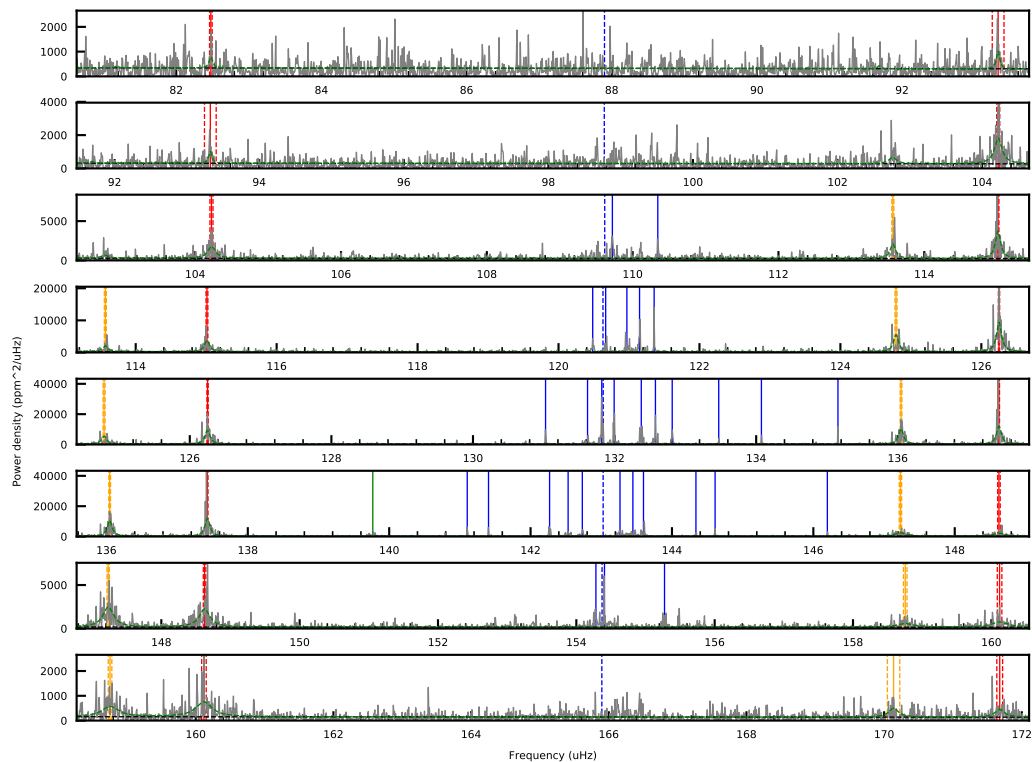 2000
1000
0
82 84 86 88 90 92
4000
2000
0
92 94 96 98 100 102 104
5000
0
104 106 108 110 112 114
20000
10000
0
114 116 118 120 122 124 126
40000
20000
0
126 128 130 132 134 136
40000
20000
0
136 138 140 142 144 146 148
5000
0
148 150 152 154 156 158 160
2000
1000
0
160 162 164 166 168 170 172
Power density (ppm^2/uHz)
Frequency (uHz)